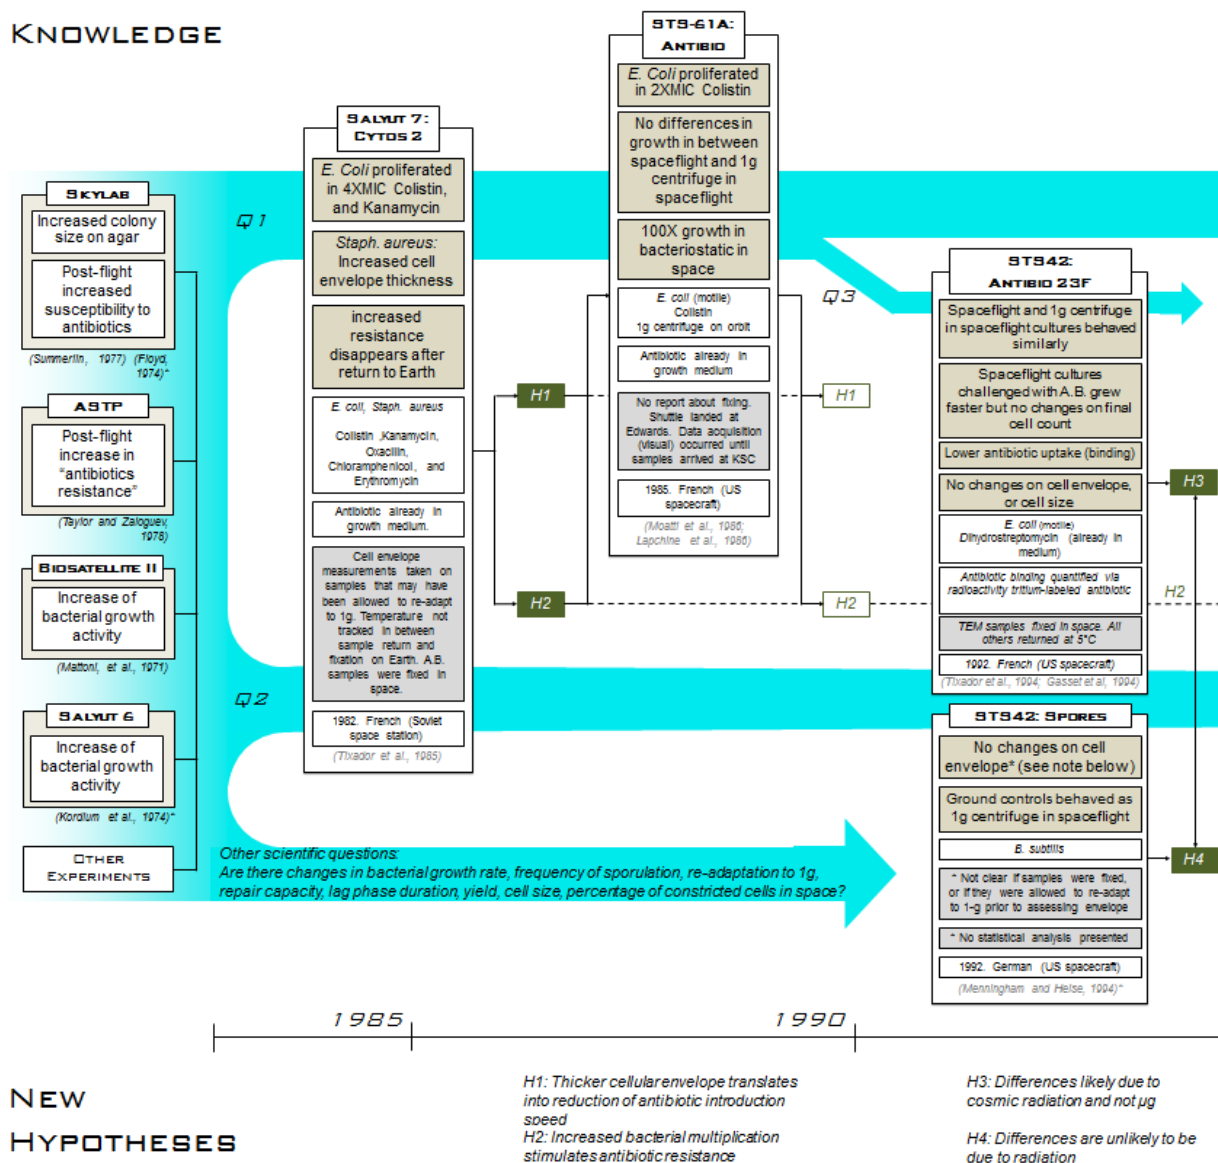 KNOWLEDGE
SKYLAB
Increased colony
size on agar
Post-flight
increased
susceptibility to
antibiotics
(Summerlin, 1977) (Floyd,
1974)*
ASTP
Post-flight
increase in
"antibiotics
resistance"
(Taylor and Zaloguev,
1978)
BIOSATELLITE II
Increase of
bacterial growth
activity
(Mattoni, et al., 1971)
SALYUT 6
Increase of
bacterial growth
activity
(Kordium et al., 1974)*
OTHER
EXPERIMENTS
Q1
Q2
SALYUT 7:
CYTOS 2
E. Coli proliferated
in 4XMIC Colistin,
and Kanamycin
Staph. aureus:
Increased cell
envelope thickness
increased
resistance
disappears after
return to Earth
E. coli, Staph. aureus
Colistin ,Kanamycin,
Oxacilin,
Chloramphenicol, and
Erythromycin
Antibiotic already in
growth medium.
Cell envelope
measurements taken on
samples that may have
been allowed to re-adapt
to 1g. Temperature not
tracked in between
sample return and
fixation on Earth. A.B.
samples were fixed in
space.
1982. French (Soviet
space station)
(Tixador et al., 1985)
H1
H2
STS-61A:
ANTIBIO
E. Coli proliferated
in 2XMIC Colistin
No differences in
growth in between
spaceflight and 1g
centrifuge in
spaceflight
100X growth in
bacteriostatic in
space
E. coli (motile)
Colistin
1g centrifuge on orbit
Antibiotic already in
growth medium
No report about fixing.
Shuttle landed at
Edwards. Data acquisition
(visual) occurred until
samples arrived at KSC
1985. French (US
spacecraft)
(Moatti et al., 1986;
Lapchine et al., 1986)
Q3
H1
H2
STS42:
ANTIBIO 23F
Spaceflight and 1g centrifuge
in spaceflight cultures behaved
similarly
Spaceflight cultures
challenged with A.B. grew
faster but no changes on final
cell count
Lower antibiotic uptake (binding)
No changes on cell envelope,
or cell size
E. coli (motile)
Dihydrostreptomycin (already in
medium)
Antibiotic binding quantified via
radioactivity tritium-labeled antibiotic
TEM samples fixed in space. All
others returned at 5°C
1992. French (US spacecraft)
(Tixador et al., 1994; Gasset et al, 1994)
H3
H2
STS42: SPORES
No changes on cell
envelope* (see note below)
Ground controls behaved as
1g centrifuge in spaceflight
B. subtilis
* Not clear if samples were fixed,
or if they were allowed to re-adapt
to 1-g prior to assessing envelope
* No statistical analysis presented
1992. German (US spacecraft)
(Menningham and Heise, 1994)*
H4
Other scientific questions:
Are there changes in bacterial growth rate, frequency of sporulation, re-adaptation to 1g,
repair capacity, lag phase duration, yield, cell size, percentage of constricted cells in space?
1985
1990
NEW
HYPOTHESES
H1: Thicker cellular envelope translates
into reduction of antibiotic introduction
speed
H2: Increased bacterial multiplication
stimulates antibiotic resistance
H3: Differences likely due to
cosmic radiation and not µg
H4: Differences are unlikely to be
due to radiation